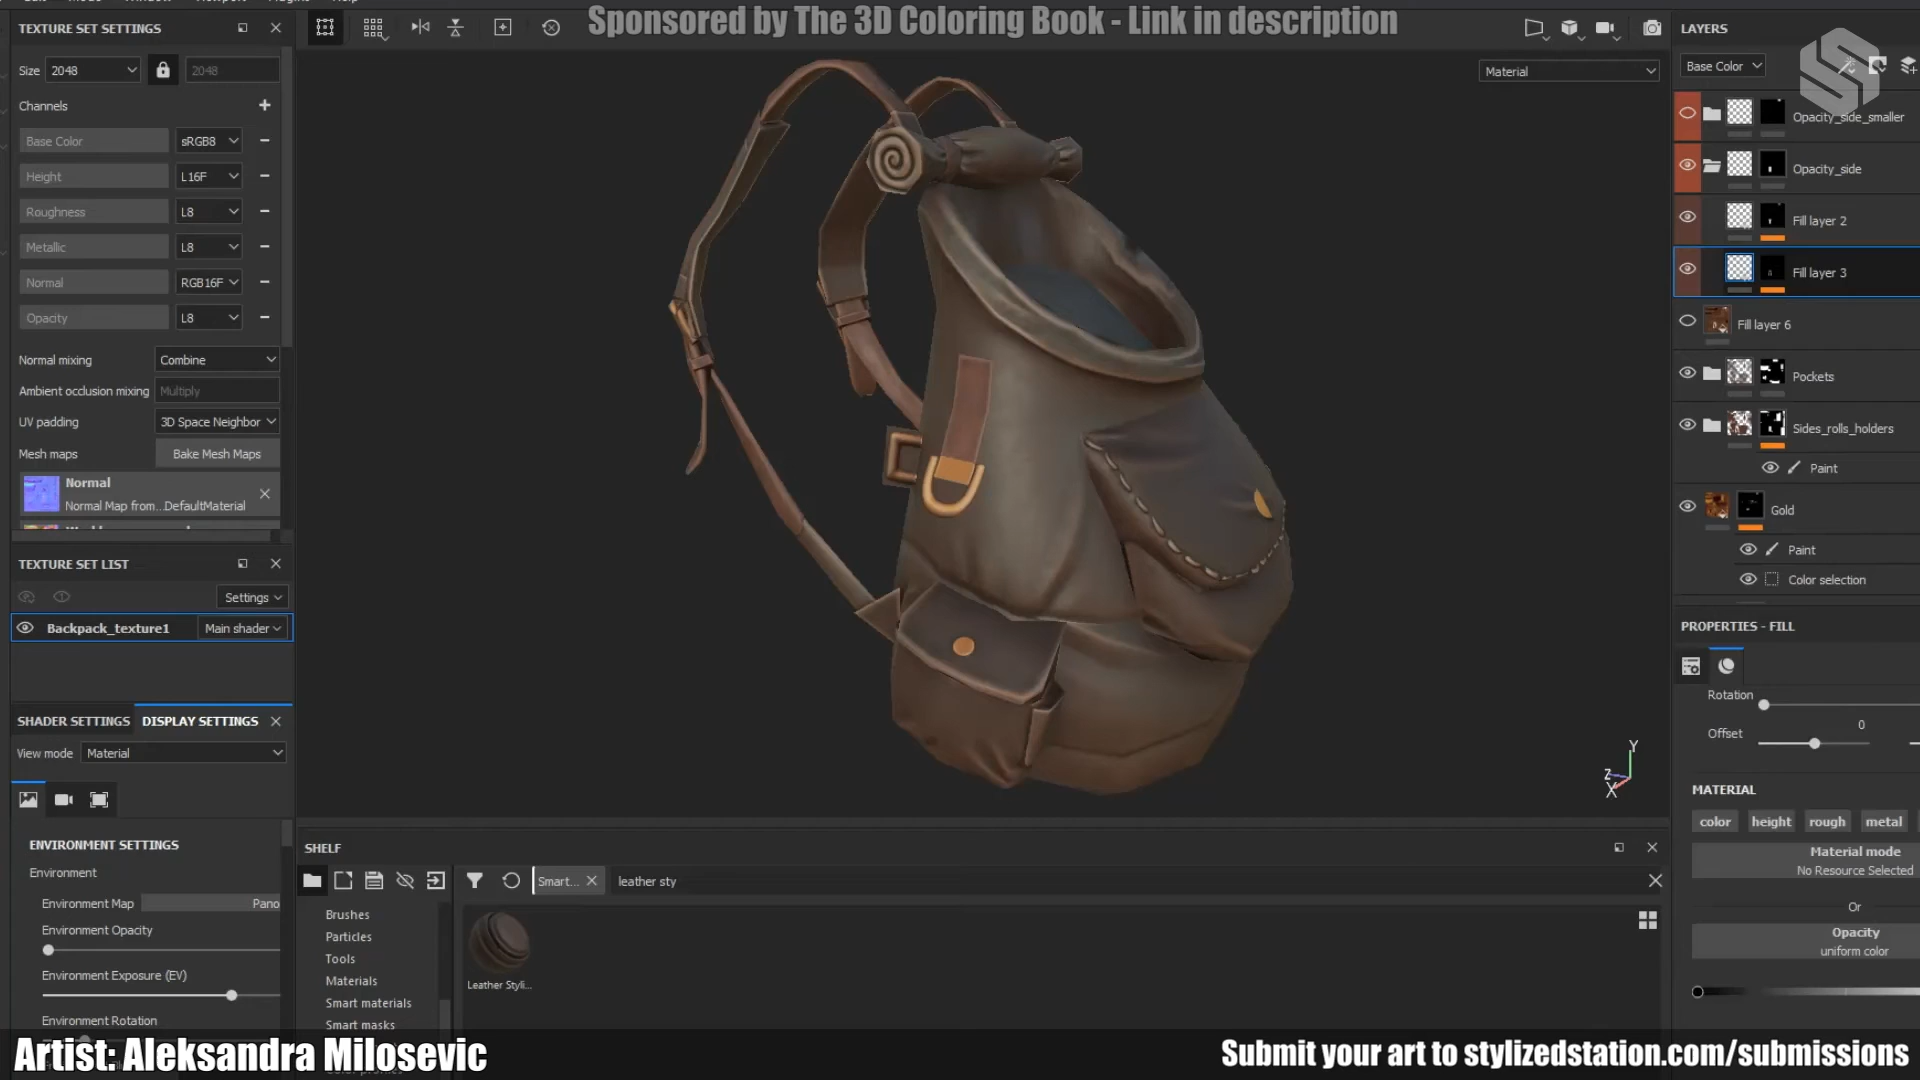 TEXTURE SET SETTINGS
Size 2048 2048
Channels
Base Color sRGB8
Height L16F
Roughness L8
Metallic L8
Normal RGB16F
Opacity L8
Normal mixing Combine
Ambient occlusion mixing Multiply
UV padding 3D Space Neighbor
Mesh maps Bake Mesh Maps
Normal
Normal Map from...DefaultMaterial
TEXTURE SET LIST
Settings
Backpack_texture1 Main shader
SHADER SETTINGS DISPLAY SETTINGS
View mode Material
ENVIRONMENT SETTINGS
Environment
Environment Map Pano
Environment Opacity
Environment Exposure (EV)
Environment Rotation
Sponsored by The 3D Coloring Book - Link in description
Material
Y
Z
X
SHELF
Smart... leather sty
Brushes
Particles
Tools
Materials
Smart materials
Smart masks
Leather Styli...
LAYERS
Base Color
Opacity_side_smaller
Opacity_side
Fill layer 2
Fill layer 3
Fill layer 6
Pockets
Sides_rolls_holders
Paint
Gold
Paint
Color selection
PROPERTIES - FILL
Rotation
0
Offset
MATERIAL
color height rough metal
Material mode
No Resource Selected
Or
Opacity
uniform color
Artist: Aleksandra Milosevic
Submit your art to stylizedstation.com/submissions